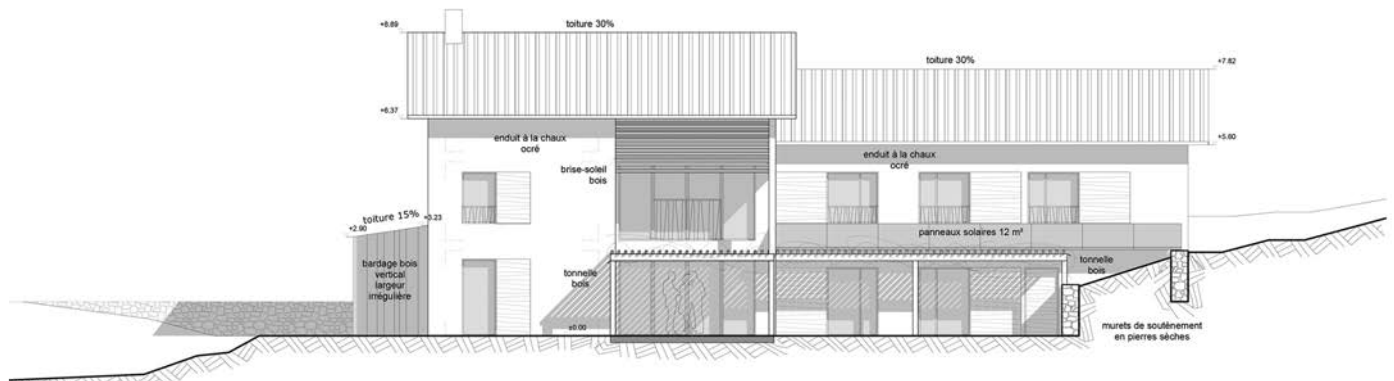 toiture 30%
+8.89
toiture 30%
+7.82
+6.37
enduit à la chaux
ocré
+5.60
enduit à la chaux
ocré
brise-soleil
bois
toiture 15%
+3.23
+2.90
panneaux solaires 12 m²
bardage bois
vertical
largeur
irrégulière
tonnelle
bois
tonnelle
bois
±0.00
murets de soutènement
en pierres sèches